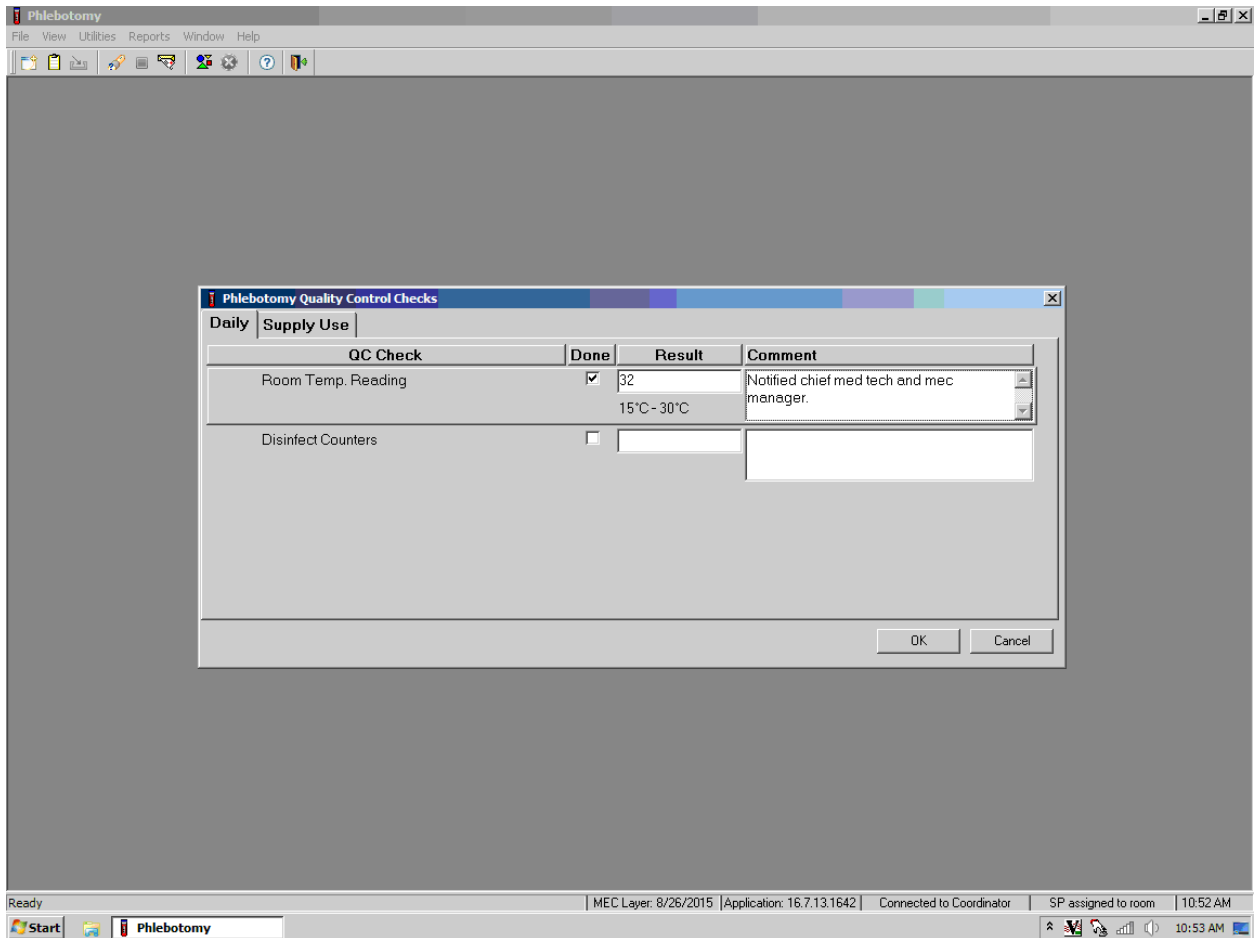 Phlebotomy
File View Utilities Reports Window Help
Phlebotomy Quality Control Checks
Daily Supply Use
QC Check Done Result Comment
Room Temp. Reading 32 Notified chief med tech and mec
manager.
15°C - 30°C
Disinfect Counters
OK Cancel
Ready MEC Layer: 8/26/2015 Application: 16.7.13.1642 Connected to Coordinator SP assigned to room 10:52 AM
Start Phlebotomy 10:53 AM